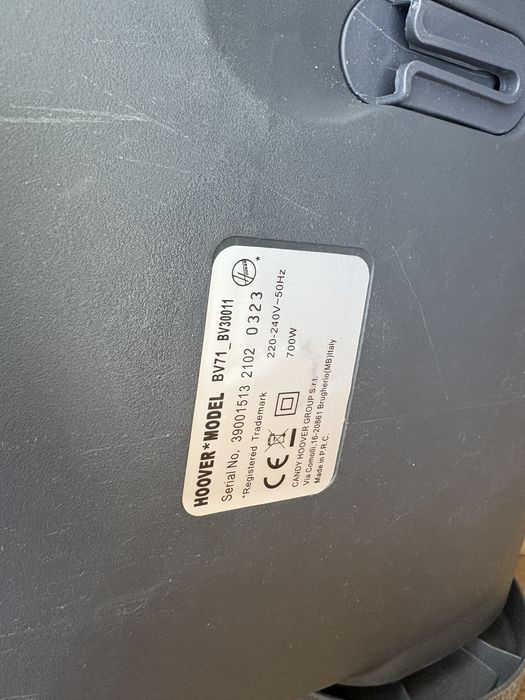 HOOVER*MODEL BV71_BV30011
Serial No. 39001513 2102 0323
*Registered Trademark 220-240V~50Hz
700W
CE
CANDY HOOVER GROUP S.r.l.
Via Comolli,16-20861 Brugherio(MB)Italy
Made in P.R.C.
Hoover*